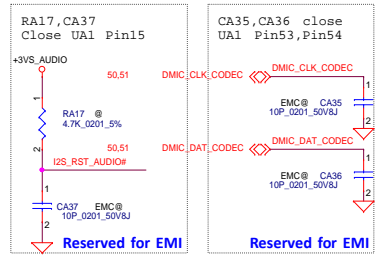 RA17,CA37
Close UA1 Pin15
+3VS_AUDIO
1
RA17 @
4.7K_0201_5%
2
50,51
50,51
I2S_RST_AUDIO#
1
CA37 EMC@
10P_0201_50V8J
2
Reserved for EMI
CA35,CA36 close
UA1 Pin53,Pin54
DMIC_CLK_CODEC
DMIC_CLK_CODEC
1
EMC@ CA35
10P_0201_50V8J
2
DMIC_DAT_CODEC
DMIC_DAT_CODEC
1
EMC@ CA36
10P_0201_50V8J
2
Reserved for EMI